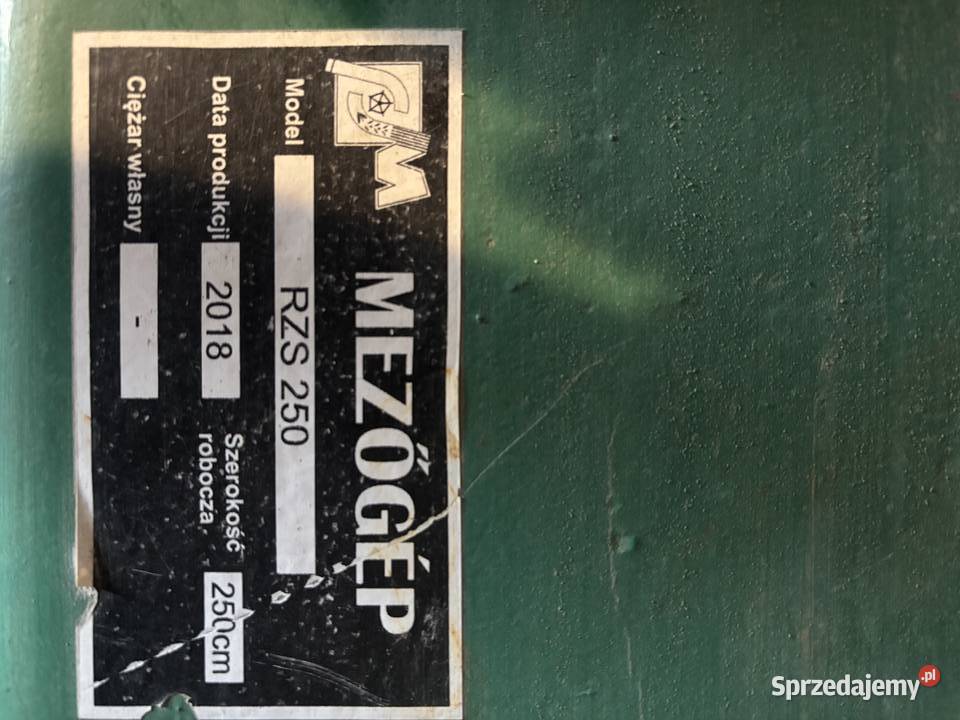 MEZŐGÉP
Model RZS 250
Data produkcji 2018 Szerokość
robocza 250cm
Ciężar własny -
Sprzedajemy.pl